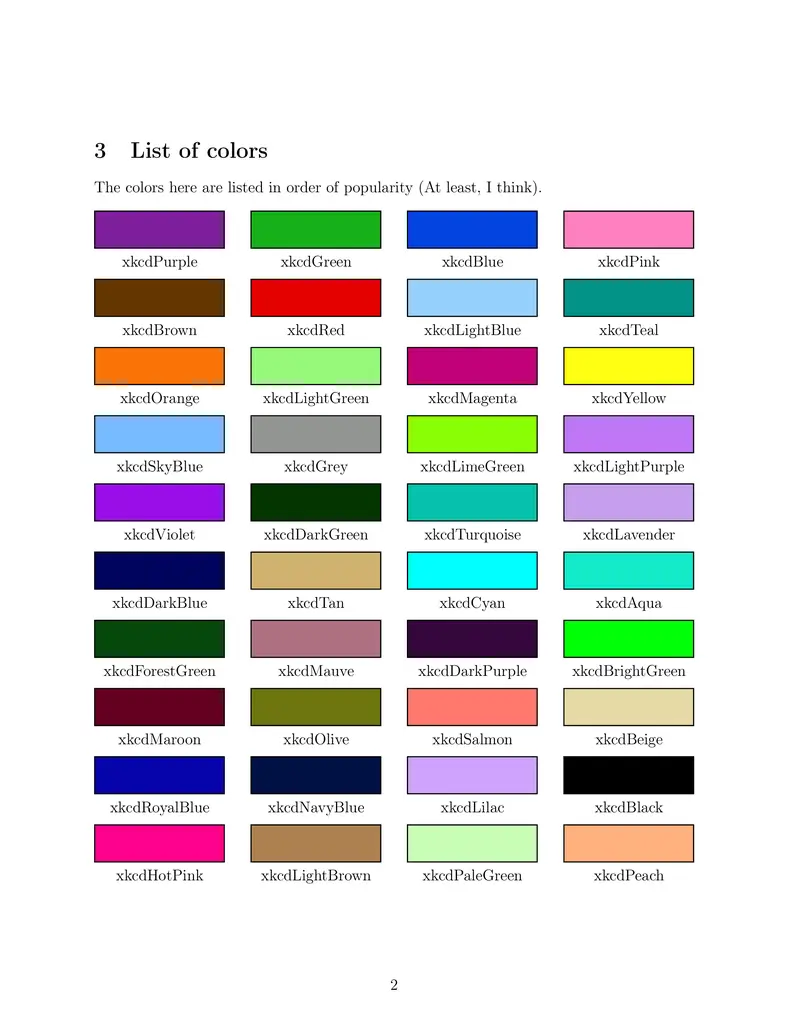 3 List of colors
The colors here are listed in order of popularity (At least, I think).
xkcdPurple xkcdGreen xkcdBlue xkcdPink
xkcdBrown xkcdRed xkcdLightBlue xkcdTeal
xkcdOrange xkcdLightGreen xkcdMagenta xkcdYellow
xkcdSkyBlue xkcdGrey xkcdLimeGreen xkcdLightPurple
xkcdViolet xkcdDarkGreen xkcdTurquoise xkcdLavender
xkcdDarkBlue xkcdTan xkcdCyan xkcdAqua
xkcdForestGreen xkcdMauve xkcdDarkPurple xkcdBrightGreen
xkcdMaroon xkcdOlive xkcdSalmon xkcdBeige
xkcdRoyalBlue xkcdNavyBlue xkcdLilac xkcdBlack
xkcdHotPink xkcdLightBrown xkcdPaleGreen xkcdPeach
2